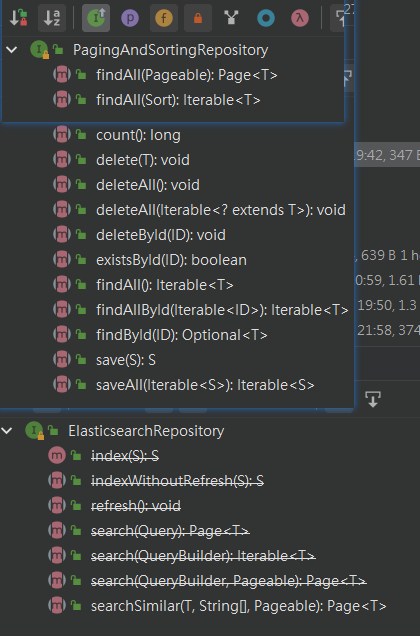 27
PagingAndSortingRepository
findAll(Pageable): Page<T>
findAll(Sort): Iterable<T>
count(): long
delete(T): void
9:42, 347 B
deleteAll(): void
deleteAll(Iterable<? extends T>): void
deleteById(ID): void
existsById(ID): boolean
, 639 B 1 h
findAll(): Iterable<T>
0:59, 1.61
findAllById(Iterable<ID>): Iterable<T>
19:50, 1.3
findById(ID): Optional<T>
21:58, 374
save(S): S
saveAll(Iterable<S>): Iterable<S>
ElasticsearchRepository
index(S): S
indexWithoutRefresh(S): S
refresh(): void
search(Query): Page<T>
search(QueryBuilder): Iterable<T>
search(QueryBuilder, Pageable): Page<T>
searchSimilar(T, String[], Pageable): Page<T>